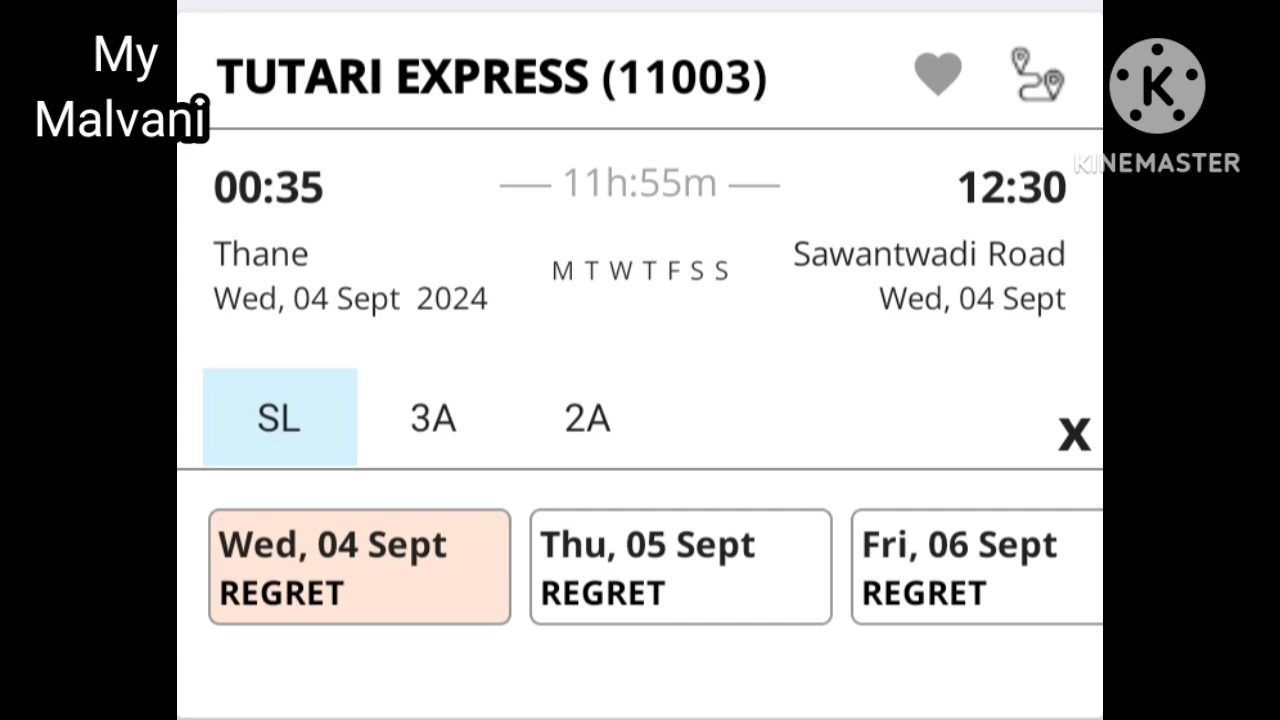 My
Malvani
K
KINEMASTER
TUTARI EXPRESS (11003)
00:35
11h:55m
12:30
Thane
M T W T F S S
Sawantwadi Road
Wed, 04 Sept 2024
Wed, 04 Sept
SL
3A
2A
X
Wed, 04 Sept
REGRET
Thu, 05 Sept
REGRET
Fri, 06 Sept
REGRET